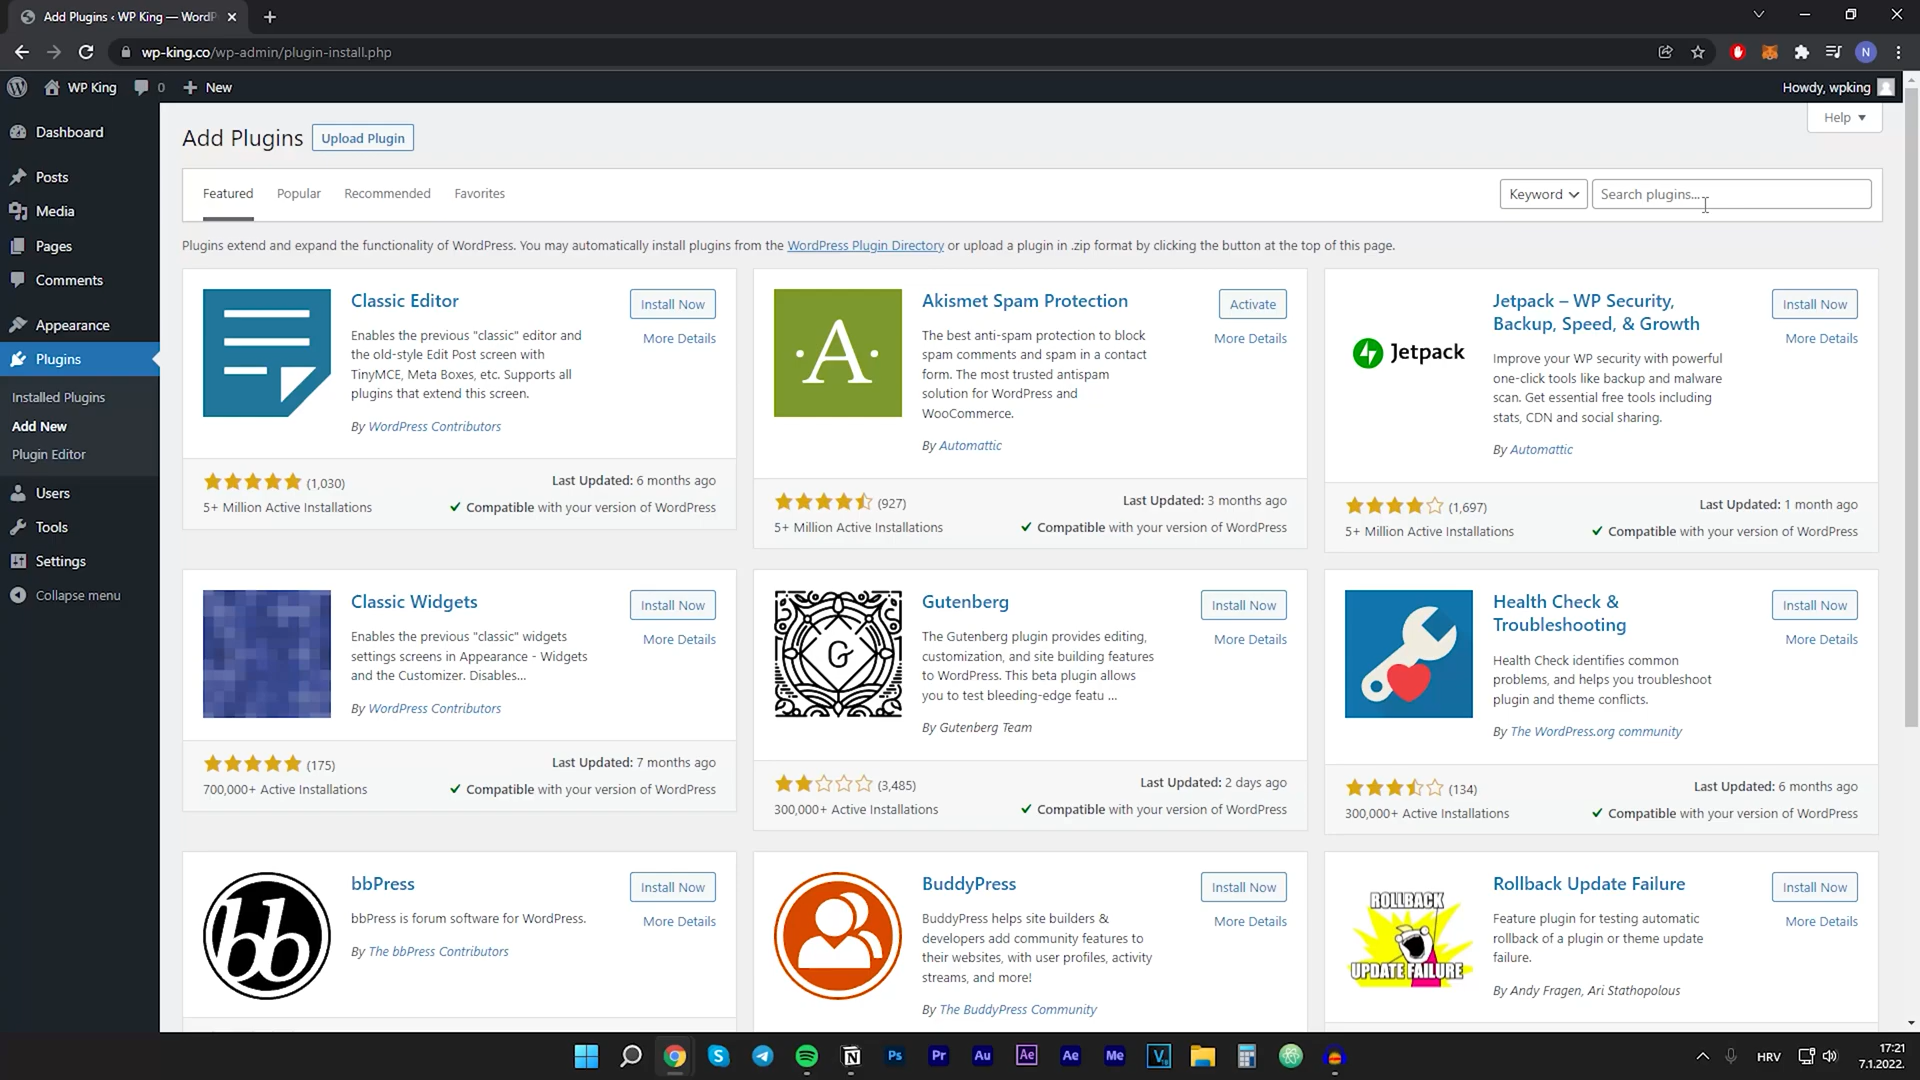 Add Plugins ‹ WP King — WordP
wp-king.co/wp-admin/plugin-install.php
N
WP King
0
New
Howdy, wpking
Dashboard
Posts
Media
Pages
Comments
Appearance
Plugins
Installed Plugins
Add New
Plugin Editor
Users
Tools
Settings
Collapse menu
Add Plugins
Upload Plugin
Help
Featured
Popular
Recommended
Favorites
Keyword
Search plugins...
Plugins extend and expand the functionality of WordPress. You may automatically install plugins from the WordPress Plugin Directory or upload a plugin in .zip format by clicking the button at the top of this page.
Classic Editor
Install Now
More Details
Enables the previous "classic" editor and
the old-style Edit Post screen with
TinyMCE, Meta Boxes, etc. Supports all
plugins that extend this screen.
By WordPress Contributors
(1,030)
Last Updated: 6 months ago
5+ Million Active Installations
Compatible with your version of WordPress
A
Akismet Spam Protection
Activate
More Details
The best anti-spam protection to block
spam comments and spam in a contact
form. The most trusted antispam
solution for WordPress and
WooCommerce.
By Automattic
(927)
Last Updated: 3 months ago
5+ Million Active Installations
Compatible with your version of WordPress
Jetpack
Jetpack – WP Security,
Backup, Speed, & Growth
Install Now
More Details
Improve your WP security with powerful
one-click tools like backup and malware
scan. Get essential free tools including
stats, CDN and social sharing.
By Automattic
(1,697)
Last Updated: 1 month ago
5+ Million Active Installations
Compatible with your version of WordPress
Classic Widgets
Install Now
More Details
Enables the previous "classic" widgets
settings screens in Appearance - Widgets
and the Customizer. Disables...
By WordPress Contributors
(175)
Last Updated: 7 months ago
700,000+ Active Installations
Compatible with your version of WordPress
G
Gutenberg
Install Now
More Details
The Gutenberg plugin provides editing,
customization, and site building features
to WordPress. This beta plugin allows
you to test bleeding-edge featu ...
By Gutenberg Team
(3,485)
Last Updated: 2 days ago
300,000+ Active Installations
Compatible with your version of WordPress
Health Check &
Troubleshooting
Install Now
More Details
Health Check identifies common
problems, and helps you troubleshoot
plugin and theme conflicts.
By The WordPress.org community
(134)
Last Updated: 6 months ago
300,000+ Active Installations
Compatible with your version of WordPress
bb
bbPress
Install Now
More Details
bbPress is forum software for WordPress.
By The bbPress Contributors
BuddyPress
Install Now
More Details
BuddyPress helps site builders &
developers add community features to
their websites, with user profiles, activity
streams, and more!
By The BuddyPress Community
ROLLBACK
UPDATE FAILURE
Rollback Update Failure
Install Now
More Details
Feature plugin for testing automatic
rollback of a plugin or theme update
failure.
By Andy Fragen, Ari Stathopolous
Ps
Pr
Au
Ae
Ae
Me
HRV
17:21
7.1.2022.